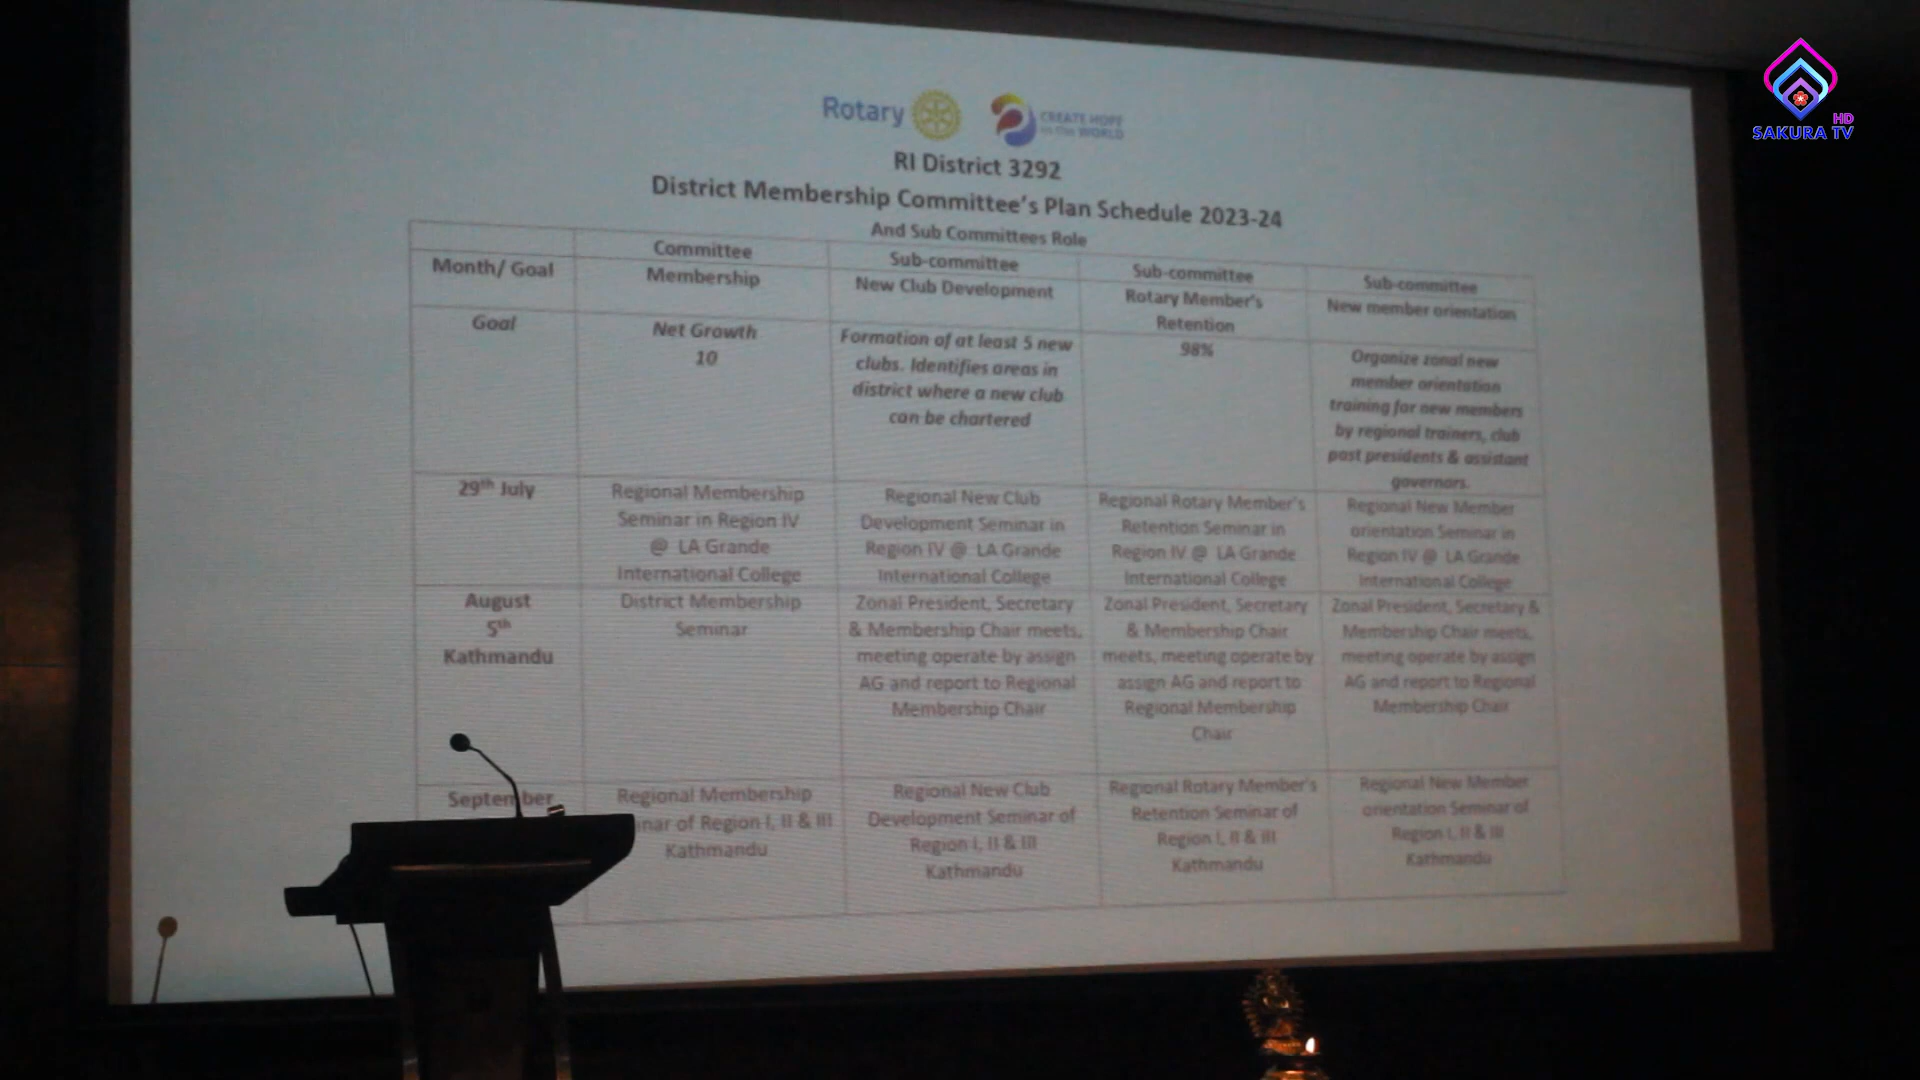 Rotary
CREATE HOPE
in the WORLD
HD
SAKURA TV
RI District 3292
District Membership Committee's Plan Schedule 2023-24
And Sub Committees Role
Committee
Sub-committee
Sub-committee
Sub-committee
Month/ Goal
Membership
New Club Development
Rotary Member's
Retention
New member orientation
Goal
Net Growth
10
Formation of at least 5 new
clubs. Identifies areas in
district where a new club
can be chartered
98%
Organize zonal new
member orientation
training for new members
by regional trainers, club
past presidents & assistant
governors.
29th July
Regional Membership
Seminar in Region IV
@ LA Grande
International College
Regional New Club
Development Seminar in
Region IV @ LA Grande
International College
Regional Rotary Member's
Retention Seminar in
Region IV @ LA Grande
International College
Regional New Member
orientation Seminar in
Region IV @ LA Grande
International College
August
5th
Kathmandu
District Membership
Seminar
Zonal President, Secretary
& Membership Chair meets,
meeting operate by assign
AG and report to Regional
Membership Chair
Zonal President, Secretary
& Membership Chair
meets, meeting operate by
assign AG and report to
Regional Membership
Chair
Zonal President, Secretary &
Membership Chair meets,
meeting operate by assign
AG and report to Regional
Membership Chair
September
Regional Membership
inar of Region I, II & III
Kathmandu
Regional New Club
Development Seminar of
Region I, II & III
Kathmandu
Regional Rotary Member's
Retention Seminar of
Region I, II & III
Kathmandu
Regional New Member
orientation Seminar of
Region I, II & III
Kathmandu